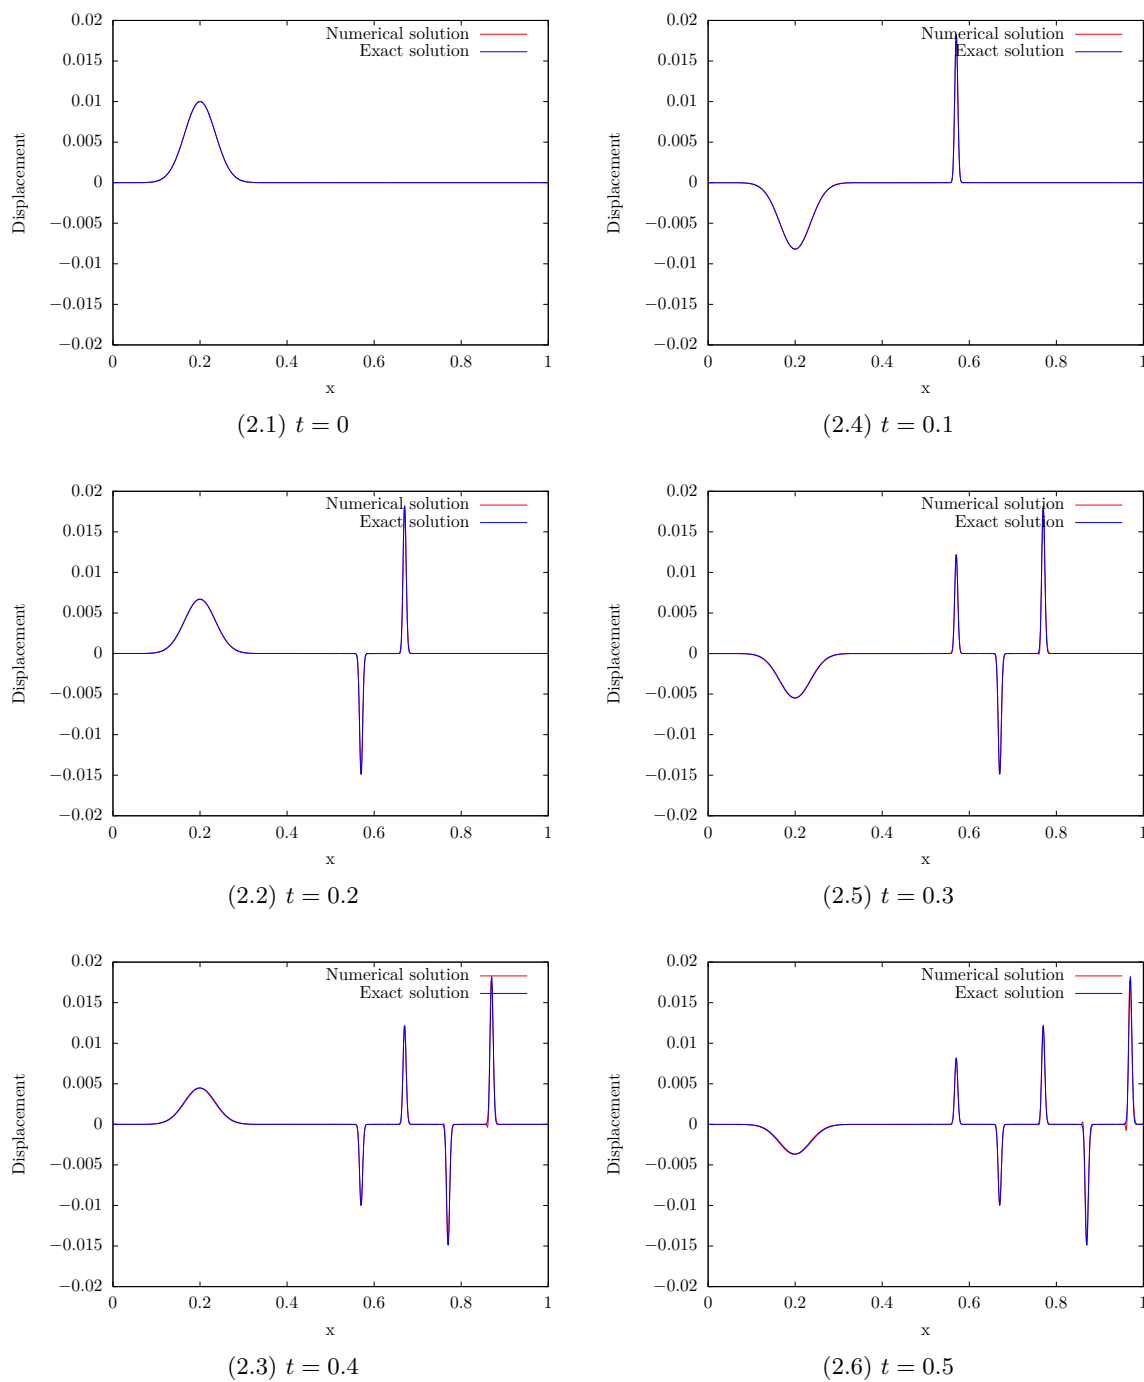 0.02
0.015
0.01
0.005
0
−0.005
−0.01
−0.015
−0.02
0 0.2 0.4 0.6 0.8 1
Displacement
x
Numerical solution
Exact solution
(2.1) t = 0
0.02
0.015
0.01
0.005
0
−0.005
−0.01
−0.015
−0.02
0 0.2 0.4 0.6 0.8 1
Displacement
x
Numerical solution
Exact solution
(2.4) t = 0.1
0.02
0.015
0.01
0.005
0
−0.005
−0.01
−0.015
−0.02
0 0.2 0.4 0.6 0.8 1
Displacement
x
Numerical solution
Exact solution
(2.2) t = 0.2
0.02
0.015
0.01
0.005
0
−0.005
−0.01
−0.015
−0.02
0 0.2 0.4 0.6 0.8 1
Displacement
x
Numerical solution
Exact solution
(2.5) t = 0.3
0.02
0.015
0.01
0.005
0
−0.005
−0.01
−0.015
−0.02
0 0.2 0.4 0.6 0.8 1
Displacement
x
Numerical solution
Exact solution
(2.3) t = 0.4
0.02
0.015
0.01
0.005
0
−0.005
−0.01
−0.015
−0.02
0 0.2 0.4 0.6 0.8 1
Displacement
x
Numerical solution
Exact solution
(2.6) t = 0.5